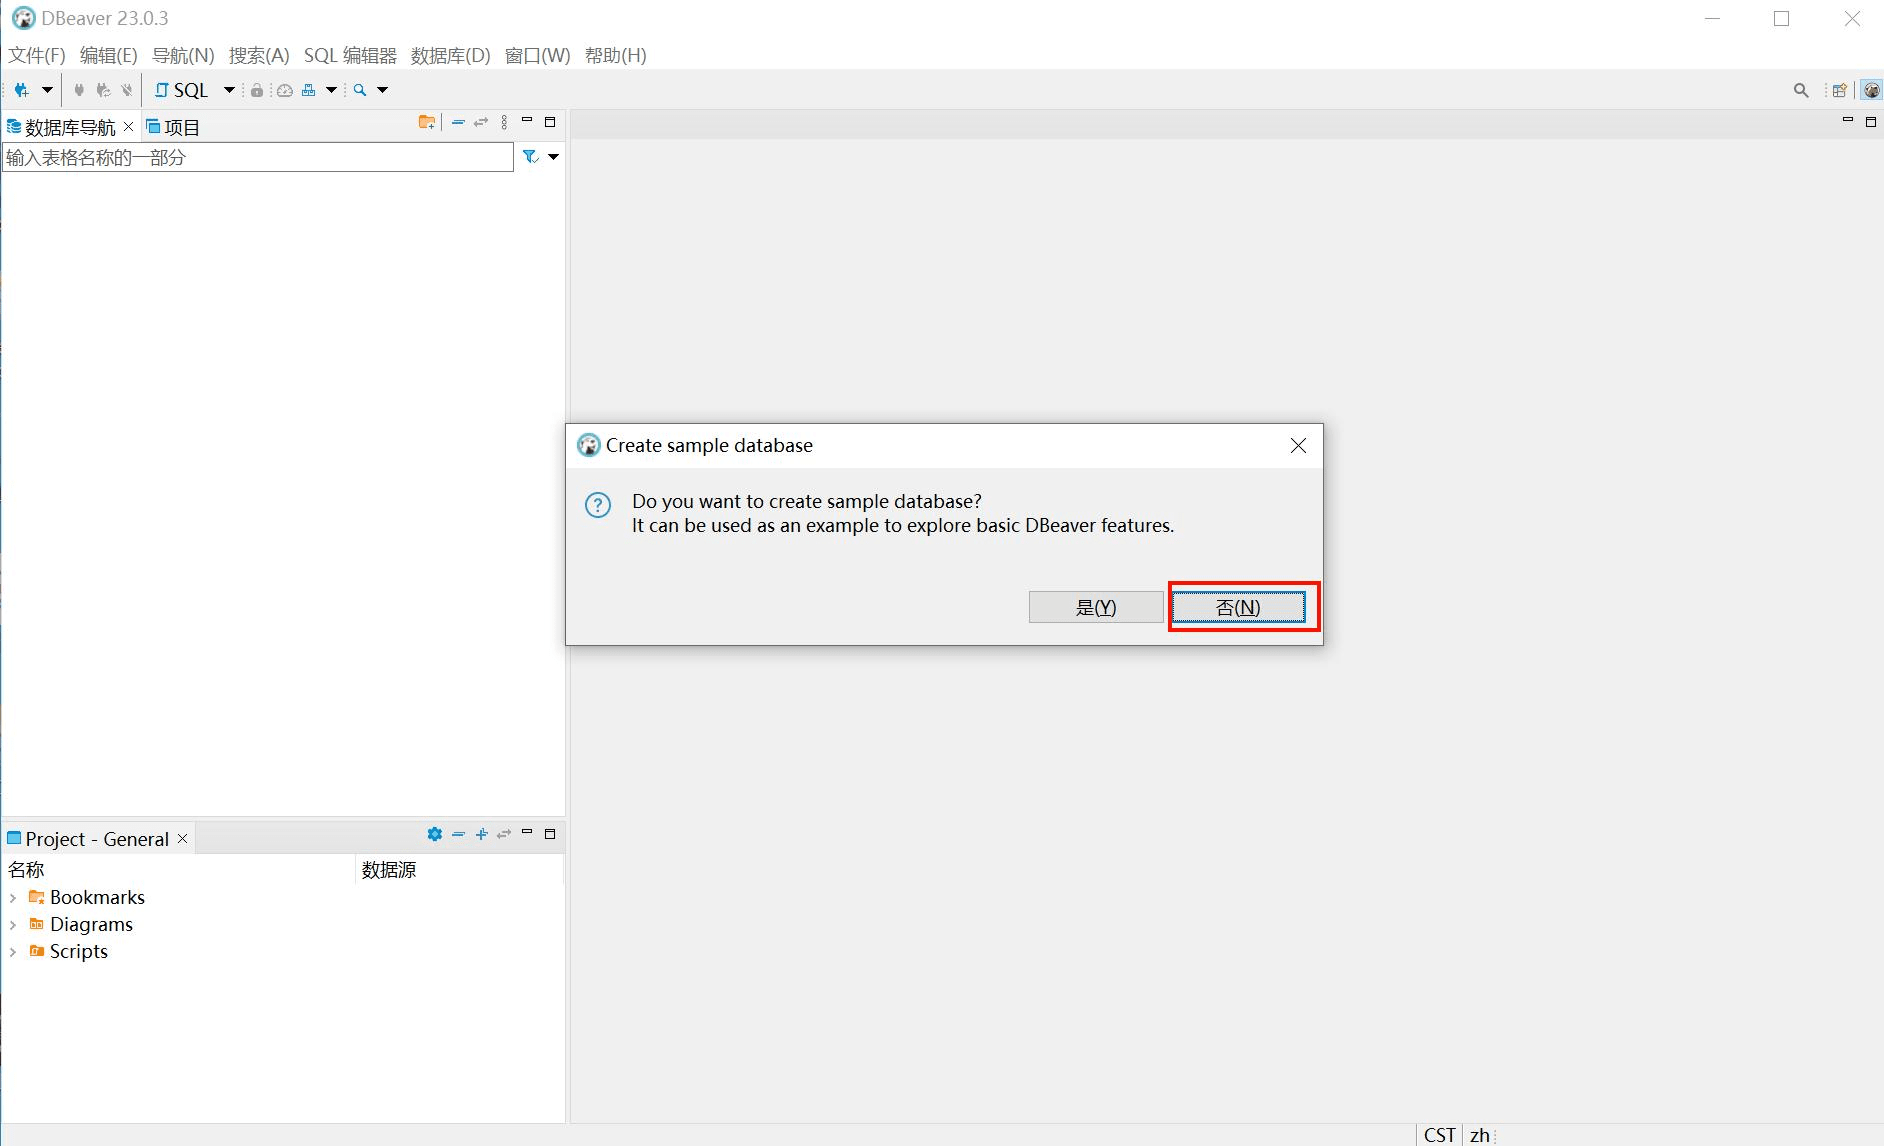 DBeaver 23.0.3
文件(F) 编辑(E) 导航(N) 搜索(A) SQL 编辑器 数据库(D) 窗口(W) 帮助(H)
SQL
数据库导航 项目
输入表格名称的一部分
Create sample database
Do you want to create sample database?
It can be used as an example to explore basic DBeaver features.
是(Y) 否(N)
Project - General
名称 数据源
Bookmarks
Diagrams
Scripts
CST zh